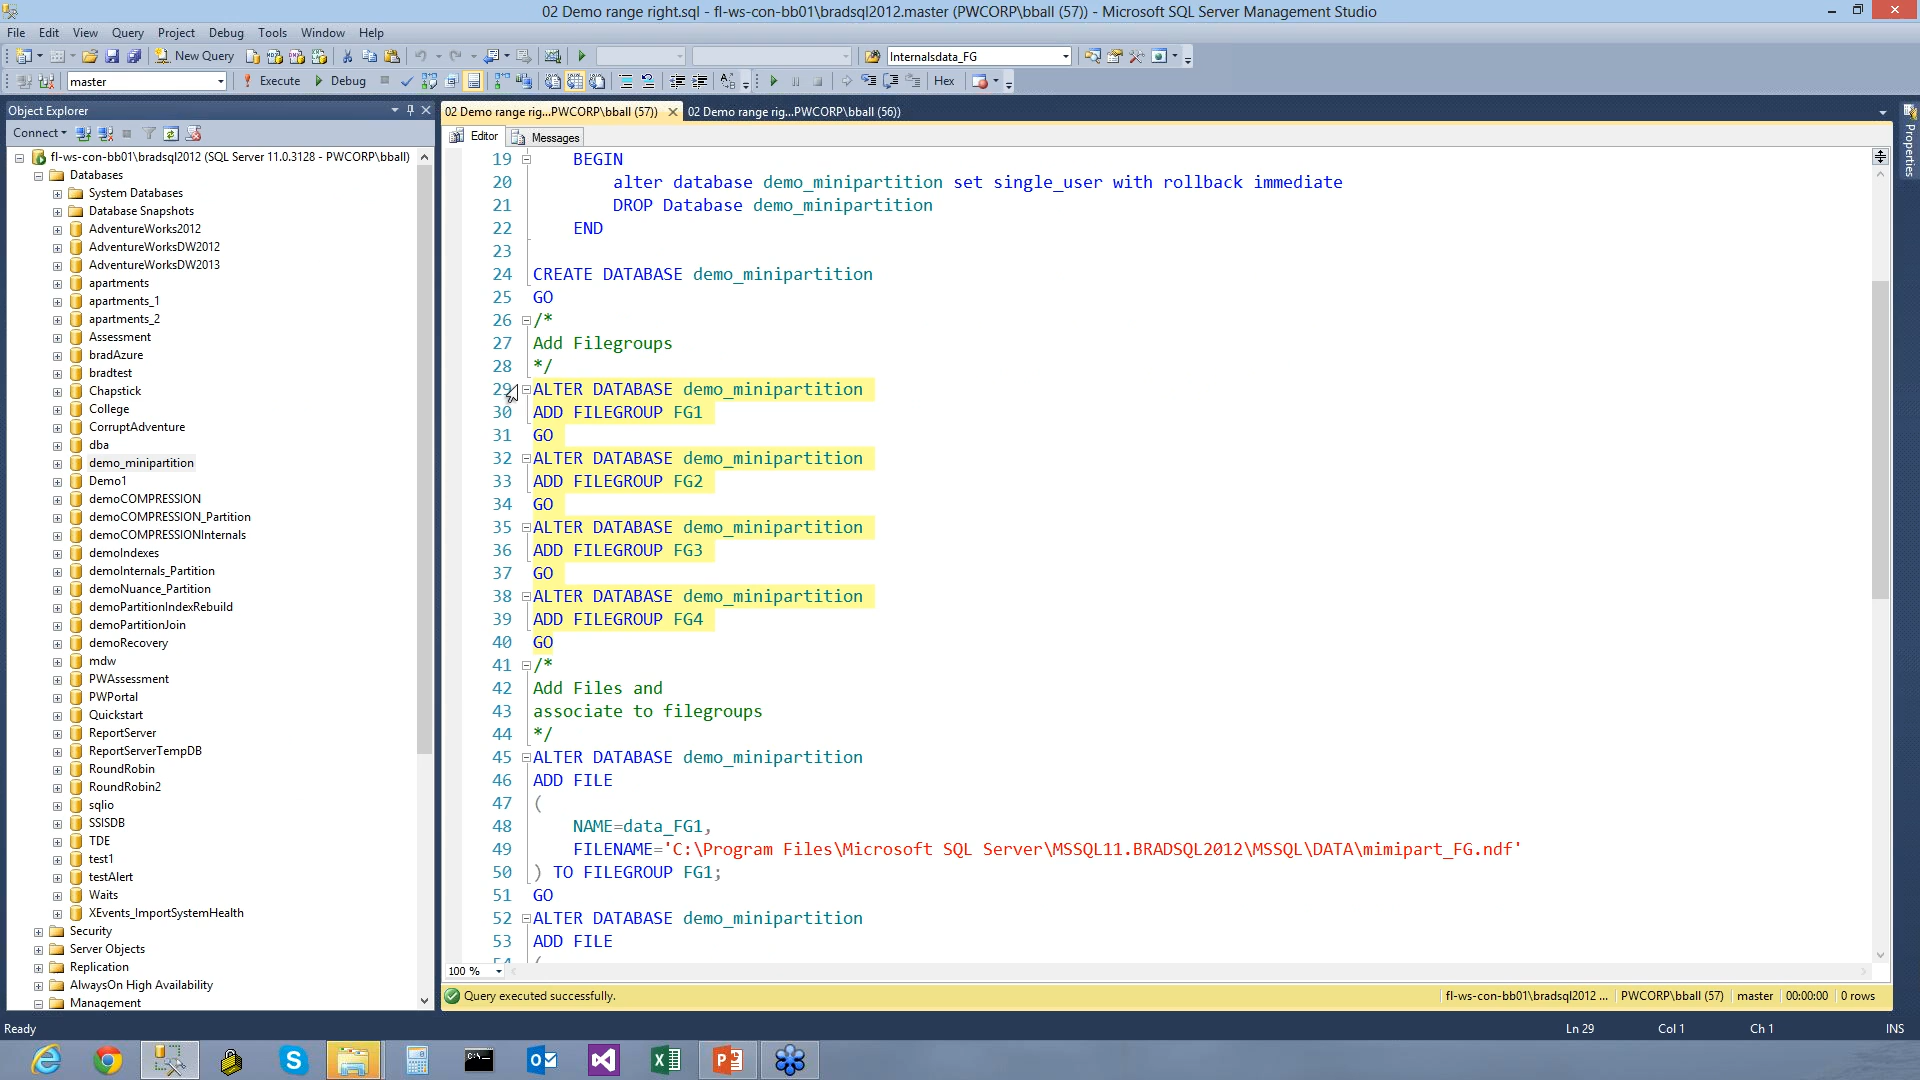 02 Demo range right.sql - fl-ws-con-bb01\bradsql2012.master (PWCORP\bball (57)) - Microsoft SQL Server Management Studio
File Edit View Query Project Debug Tools Window Help
New Query Internalsdata_FG
master Execute Debug Hex
Object Explorer
Connect
fl-ws-con-bb01\bradsql2012 (SQL Server 11.0.3128 - PWCORP\bball)
Databases
System Databases
Database Snapshots
AdventureWorks2012
AdventureWorksDW2012
AdventureWorksDW2013
apartments
apartments_1
apartments_2
Assessment
bradAzure
bradtest
Chapstick
College
CorruptAdventure
dba
demo_minipartition
Demo1
demoCOMPRESSION
demoCOMPRESSION_Partition
demoCOMPRESSIONInternals
demoIndexes
demoInternals_Partition
demoNuance_Partition
demoPartitionIndexRebuild
demoPartitionJoin
demoRecovery
mdw
PWAssessment
PWPortal
Quickstart
ReportServer
ReportServerTempDB
RoundRobin
RoundRobin2
sqlio
SSISDB
TDE
test1
testAlert
Waits
XEvents_ImportSystemHealth
Security
Server Objects
Replication
AlwaysOn High Availability
Management
02 Demo range rig...PWCORP\bball (57)) 02 Demo range rig...PWCORP\bball (56))
Editor Messages
19 BEGIN
20 alter database demo_minipartition set single_user with rollback immediate
21 DROP Database demo_minipartition
22 END
23
24 CREATE DATABASE demo_minipartition
25 GO
26 /*
27 Add Filegroups
28 */
29 ALTER DATABASE demo_minipartition
30 ADD FILEGROUP FG1
31 GO
32 ALTER DATABASE demo_minipartition
33 ADD FILEGROUP FG2
34 GO
35 ALTER DATABASE demo_minipartition
36 ADD FILEGROUP FG3
37 GO
38 ALTER DATABASE demo_minipartition
39 ADD FILEGROUP FG4
40 GO
41 /*
42 Add Files and
43 associate to filegroups
44 */
45 ALTER DATABASE demo_minipartition
46 ADD FILE
47 (
48 NAME=data_FG1,
49 FILENAME='C:\Program Files\Microsoft SQL Server\MSSQL11.BRADSQL2012\MSSQL\DATA\mimipart_FG.ndf'
50 ) TO FILEGROUP FG1;
51 GO
52 ALTER DATABASE demo_minipartition
53 ADD FILE
54 (
100 %
Query executed successfully. fl-ws-con-bb01\bradsql2012 ... PWCORP\bball (57) master 00:00:00 0 rows
Properties
Ready Ln 29 Col 1 Ch 1 INS